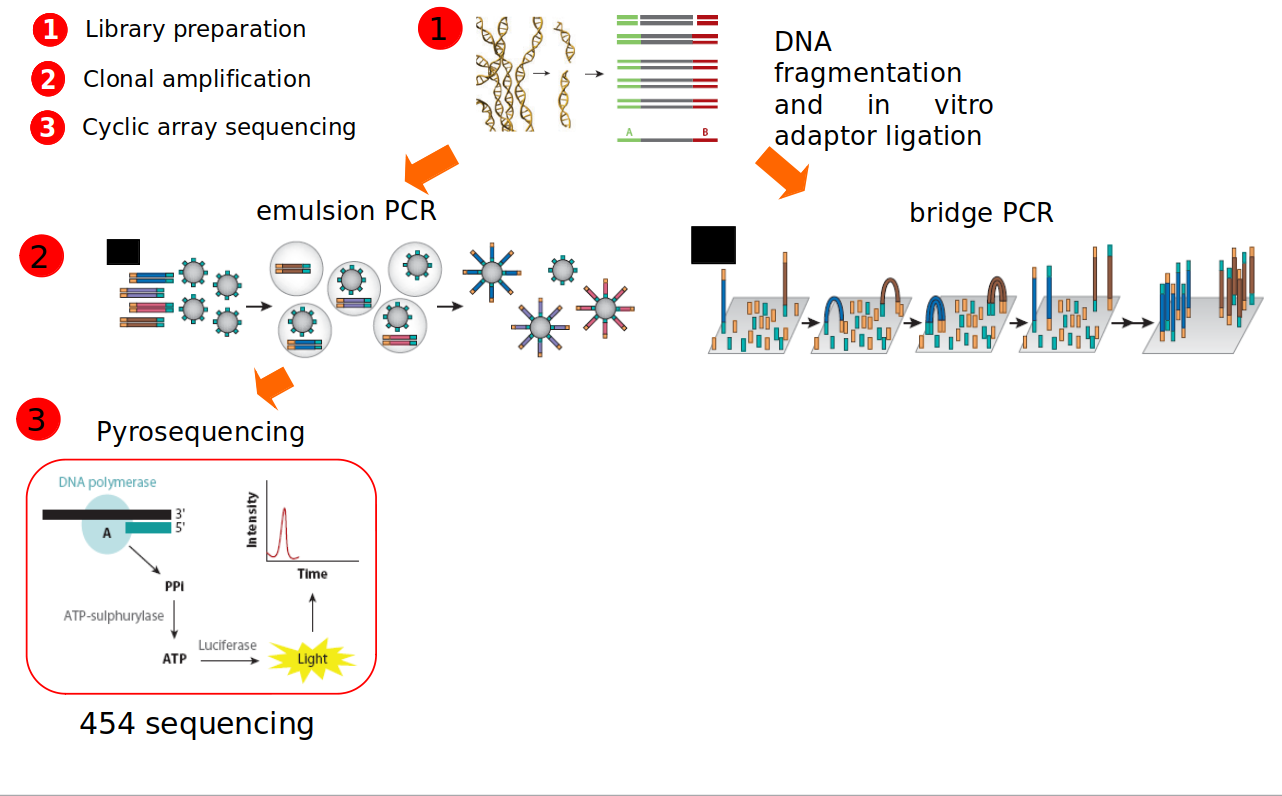 1 Library preparation
2 Clonal amplification
3 Cyclic array sequencing
1
A B
DNA
fragmentation
and in vitro
adaptor ligation
emulsion PCR
bridge PCR
2
3
Pyrosequencing
DNA polymerase
3'
5'
A
PPi
ATP-sulphurylase
ATP
Luciferase
Light
Intensity
Time
454 sequencing